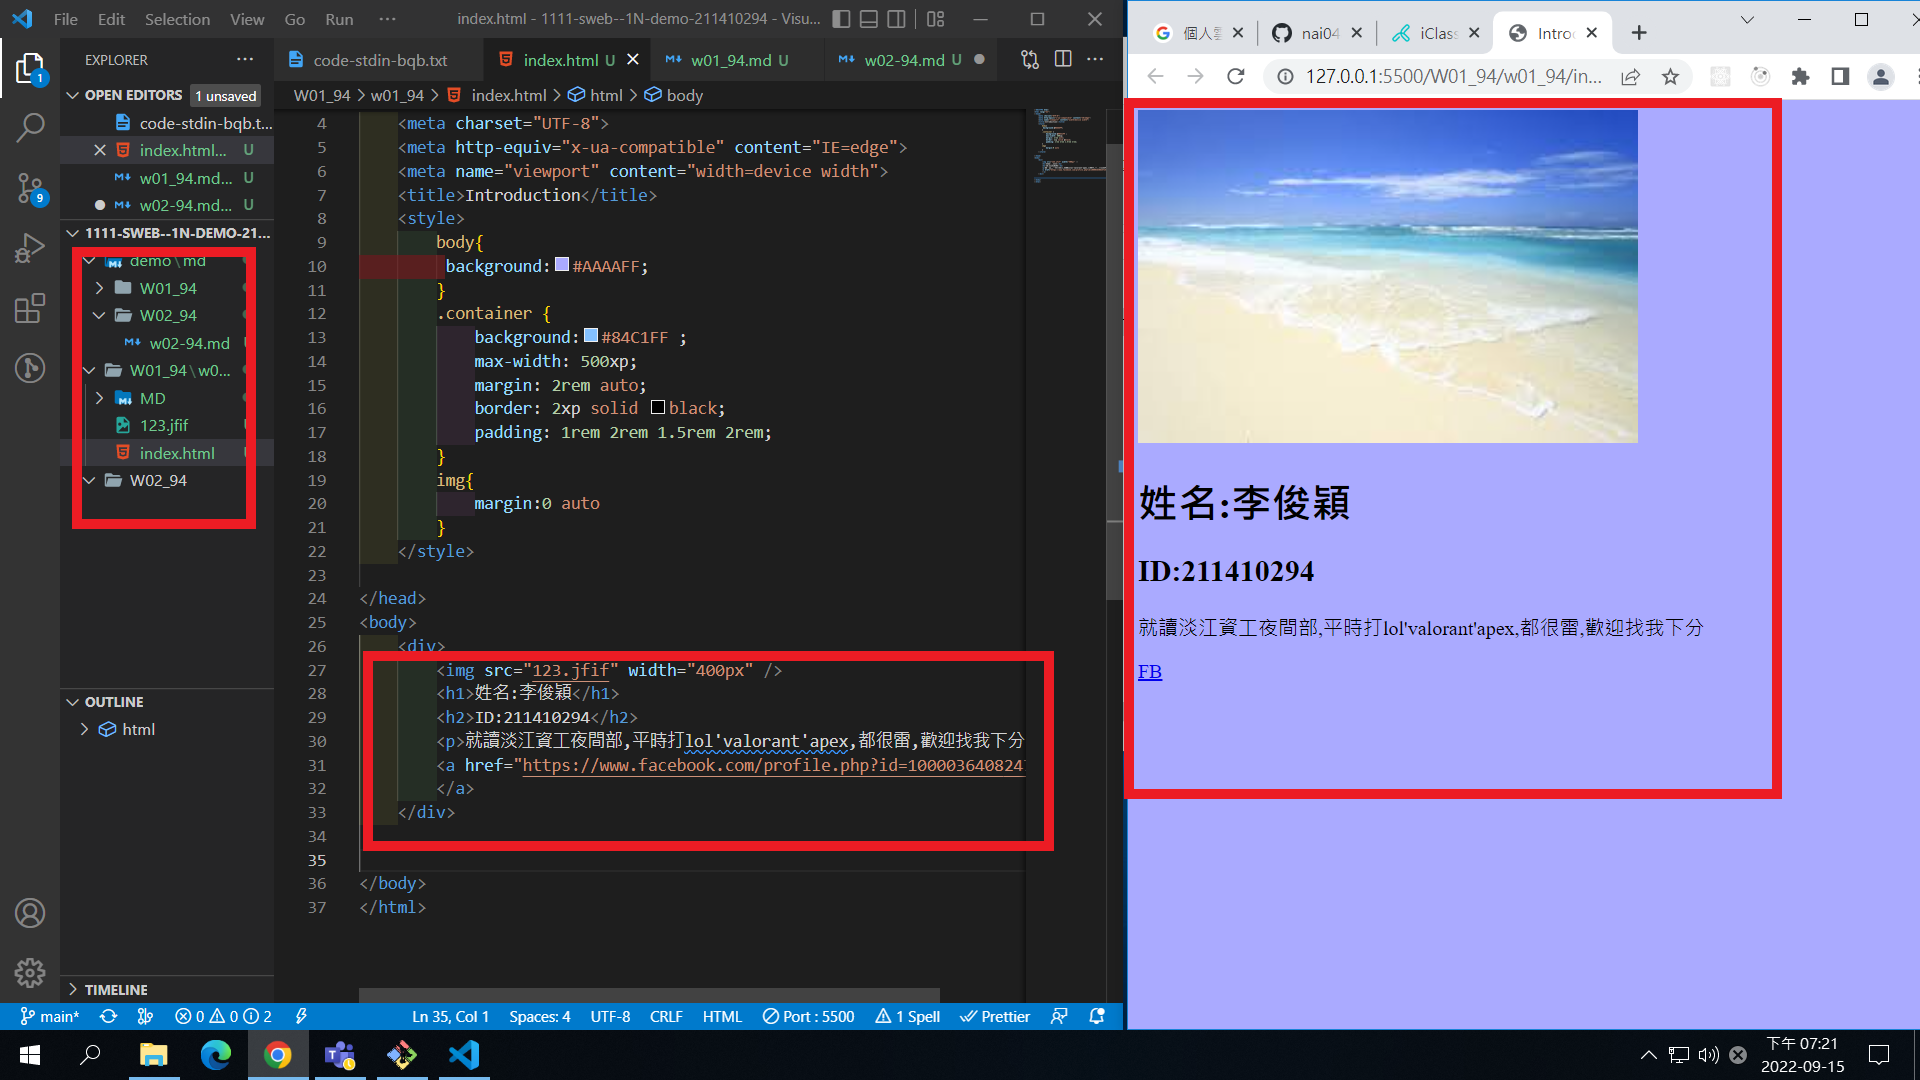 File Edit Selection View Go Run ··· index.html - 1111-sweb--1N-demo-211410294 - Visu...
EXPLORER ···
OPEN EDITORS 1 unsaved
code-stdin-bqb.t...
index.html... U
w01_94.md... U
w02-94.md... U
1111-SWEB--1N-DEMO-21...
demo\md
W01_94
W02_94
w02-94.md
W01_94\w0...
MD
123.jfif
index.html
W02_94
OUTLINE
html
TIMELINE
1
9
code-stdin-bqb.txt index.html U w01_94.md U w02-94.md U ···
W01_94 > w01_94 > index.html > html > body
4 <meta charset="UTF-8">
5 <meta http-equiv="x-ua-compatible" content="IE=edge">
6 <meta name="viewport" content="width=device width">
7 <title>Introduction</title>
8 <style>
9 body{
10 background:#AAAAFF;
11 }
12 .container {
13 background:#84C1FF ;
14 max-width: 500xp;
15 margin: 2rem auto;
16 border: 2xp solid black;
17 padding: 1rem 2rem 1.5rem 2rem;
18 }
19 img{
20 margin:0 auto
21 }
22 </style>
23
24 </head>
25 <body>
26 <div>
27 <img src="123.jfif" width="400px" />
28 <h1>姓名:李俊穎</h1>
29 <h2>ID:211410294</h2>
30 <p>就讀淡江資工夜間部,平時打lol'valorant'apex,都很雷,歡迎找我下分
31 <a href="https://www.facebook.com/profile.php?id=10000364082 4
32 </a>
33 </div>
34
35
36 </body>
37 </html>
main* 0 0 2 Ln 35, Col 1 Spaces: 4 UTF-8 CRLF HTML Port : 5500 1 Spell Prettier
個人雲 nai04 iClass Introd
127.0.0.1:5500/W01_94/w01_94/in...
姓名:李俊穎
ID:211410294
就讀淡江資工夜間部,平時打lol'valorant'apex,都很雷,歡迎找我下分
FB
下午 07:21
2022-09-15